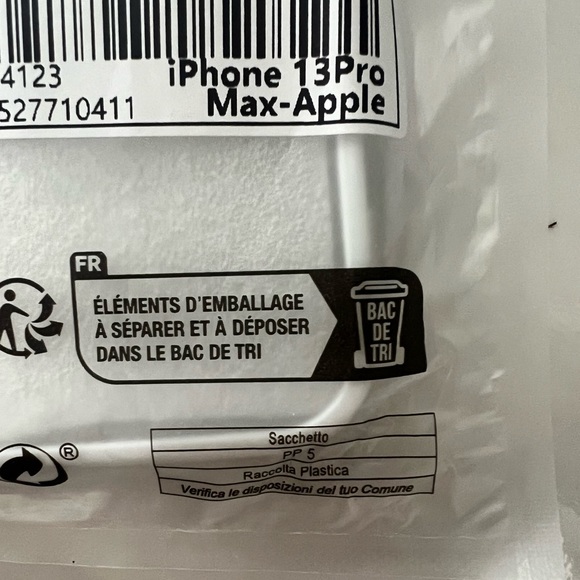 4123
iPhone 13Pro
527710411
Max-Apple
FR
ÉLÉMENTS D'EMBALLAGE
À SÉPARER ET À DÉPOSER
DANS LE BAC DE TRI
BAC
DE
TRI
®
Sacchetto
PP 5
Raccolta Plastica
Verifica le disposizioni del tuo Comune